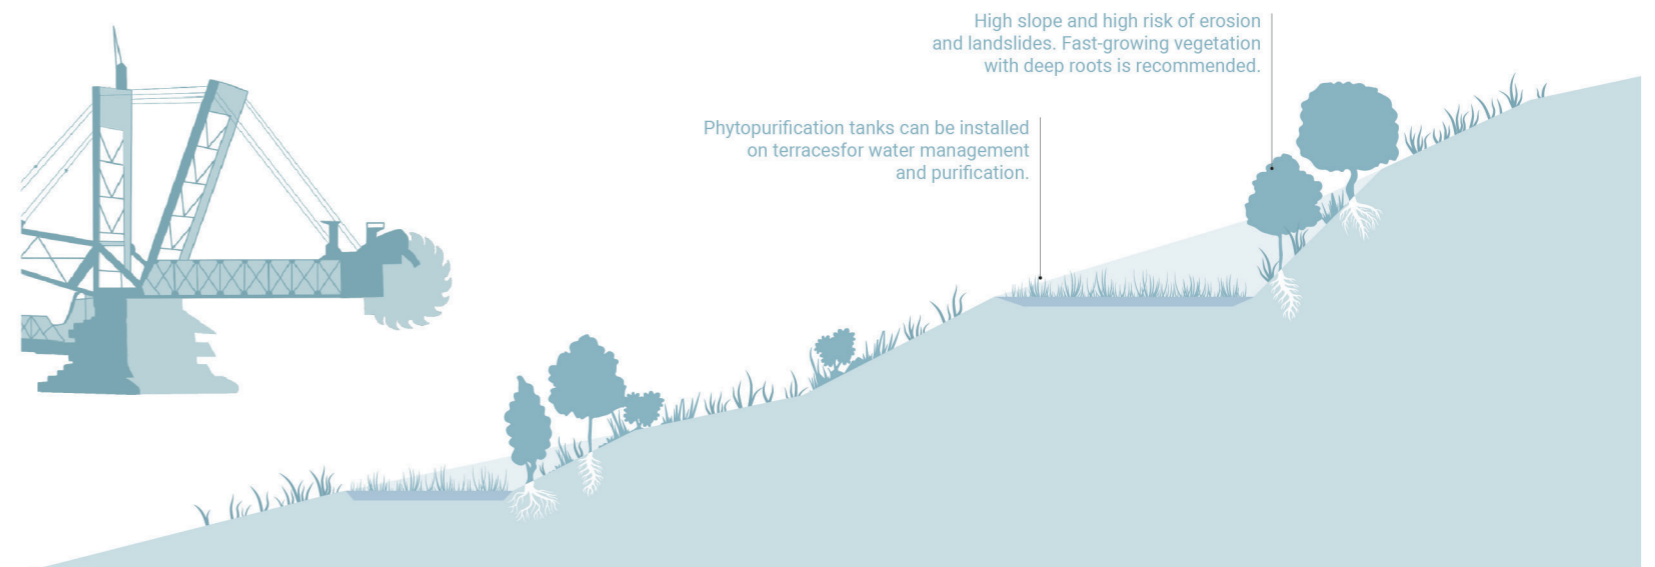 High slope and high risk of erosion
and landslides. Fast-growing vegetation
with deep roots is recommended.
Phytopurification tanks can be installed
on terracesfor water management
and purification.